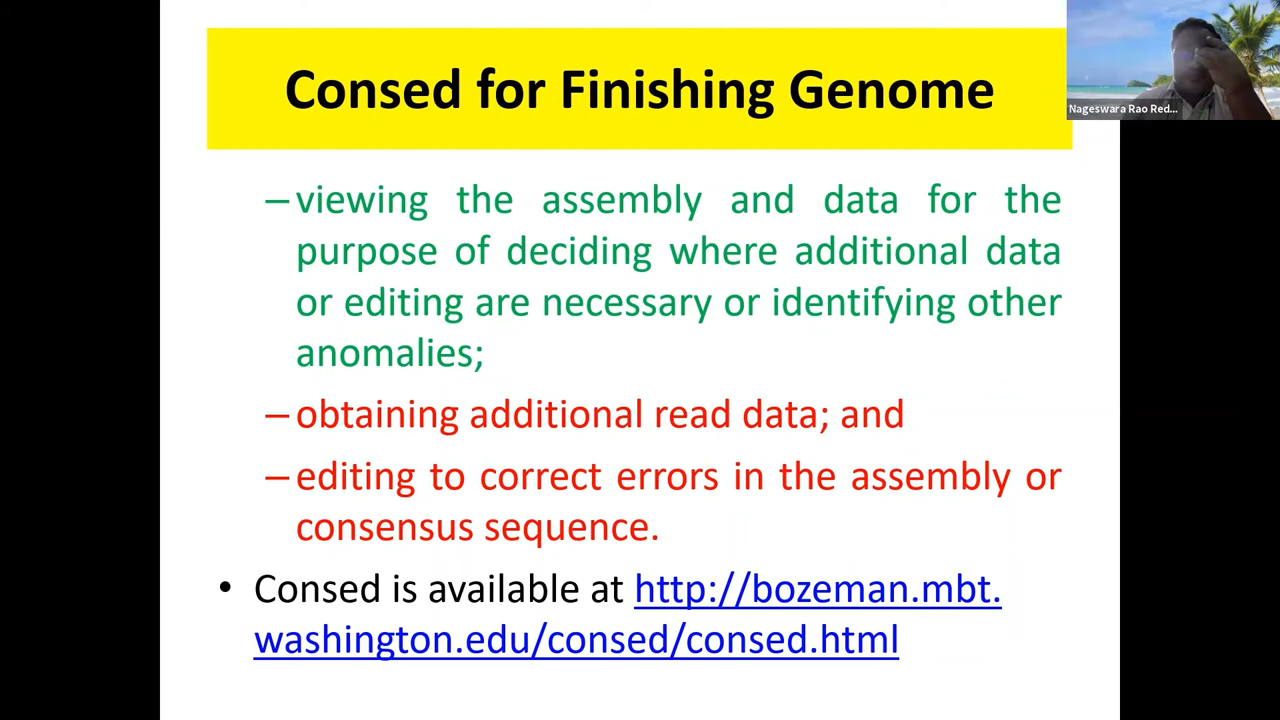 Consed for Finishing Genome
Nageswara Rao Red...
–viewing the assembly and data for the
purpose of deciding where additional data
or editing are necessary or identifying other
anomalies;
–obtaining additional read data; and
–editing to correct errors in the assembly or
consensus sequence.
• Consed is available at http://bozeman.mbt.
washington.edu/consed/consed.html